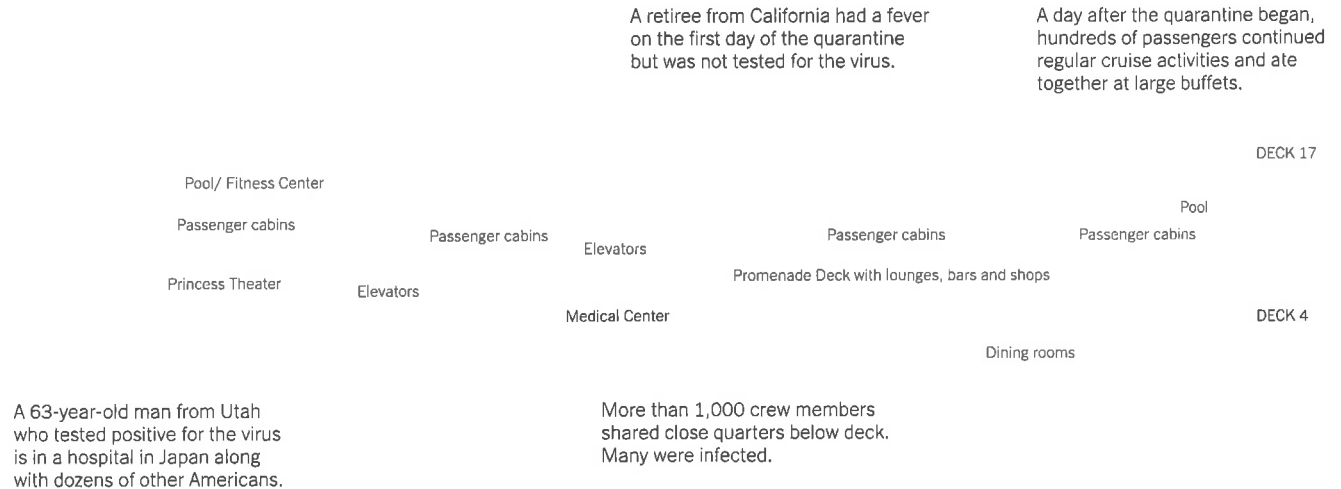 A retiree from California had a fever
on the first day of the quarantine
but was not tested for the virus.
A day after the quarantine began,
hundreds of passengers continued
regular cruise activities and ate
together at large buffets.
DECK 17
Pool/ Fitness Center
Pool
Passenger cabins
Passenger cabins
Elevators
Passenger cabins
Passenger cabins
Princess Theater
Elevators
Promenade Deck with lounges, bars and shops
Medical Center
DECK 4
Dining rooms
A 63-year-old man from Utah
who tested positive for the virus
is in a hospital in Japan along
with dozens of other Americans.
More than 1,000 crew members
shared close quarters below deck.
Many were infected.